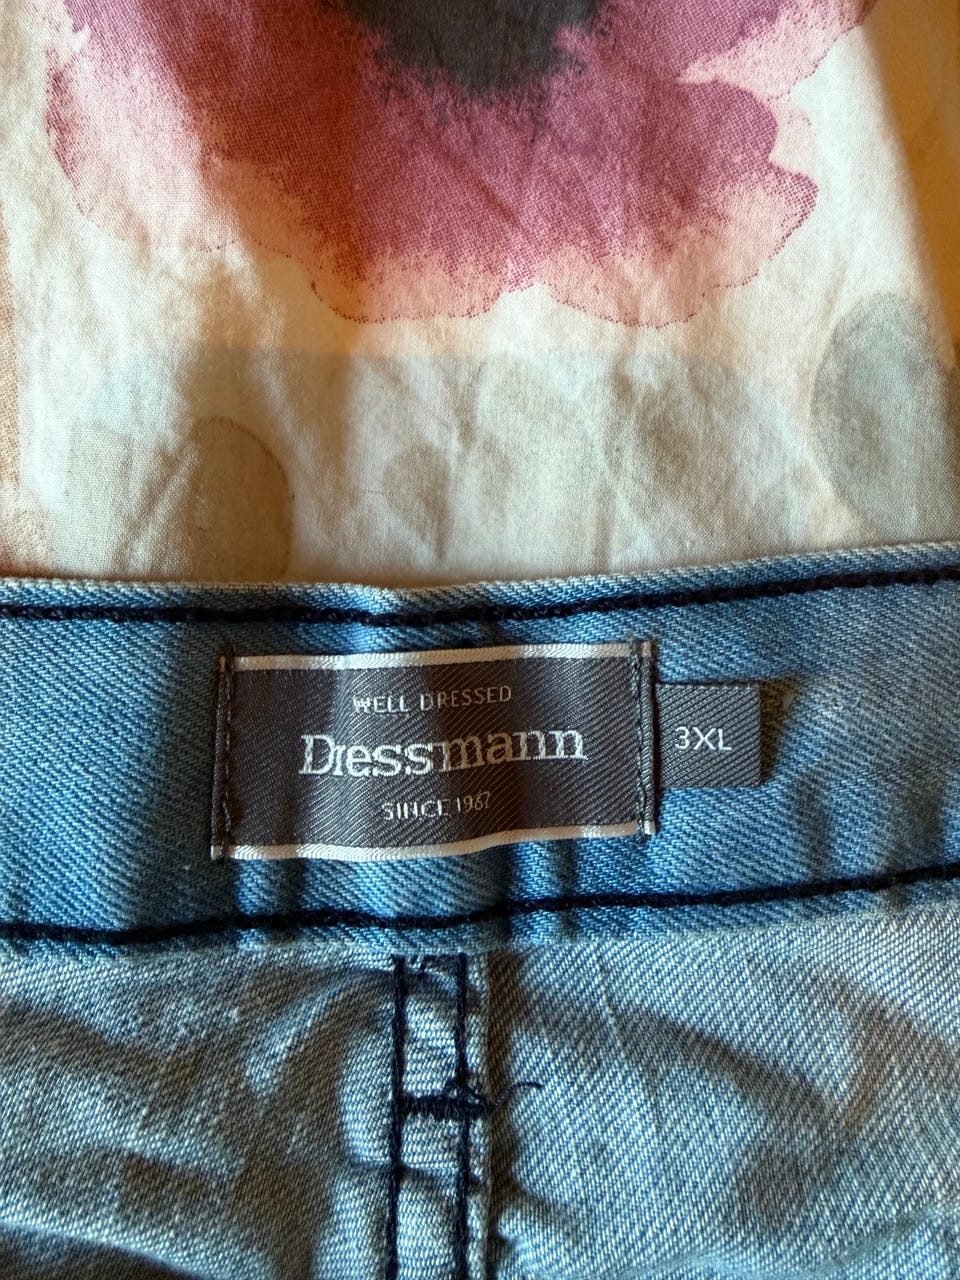 WELL DRESSED
Dressmann
SINCE 1967
3XL